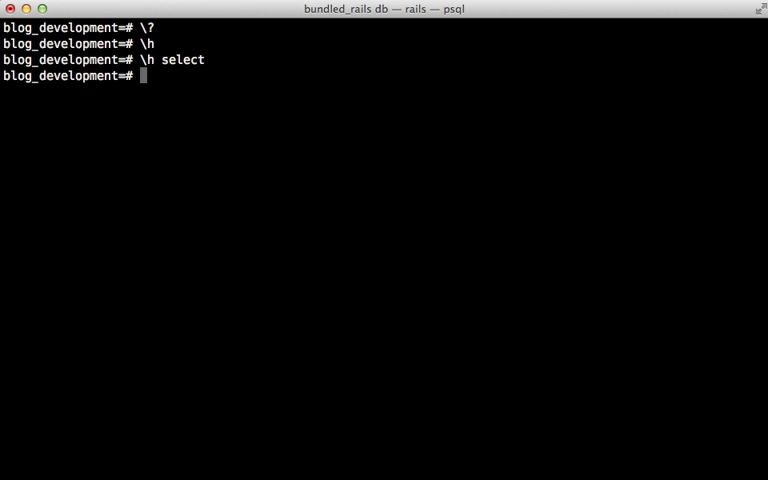 bundled_rails db — rails — psql
blog_development=# \?
blog_development=# \h
blog_development=# \h select
blog_development=#